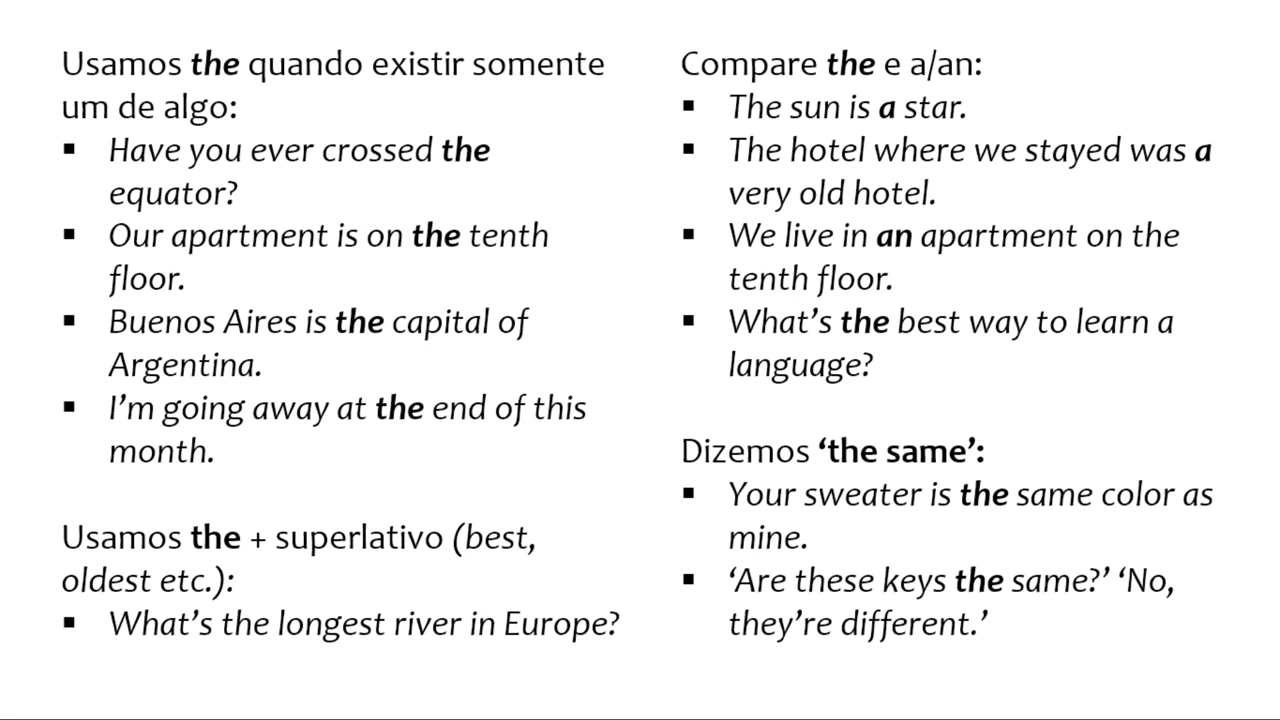 Usamos the quando existir somente
um de algo:
▪ Have you ever crossed the
equator?
▪ Our apartment is on the tenth
floor.
▪ Buenos Aires is the capital of
Argentina.
▪ I’m going away at the end of this
month.
Usamos the + superlativo (best,
oldest etc.):
▪ What’s the longest river in Europe?
Compare the e a/an:
▪ The sun is a star.
▪ The hotel where we stayed was a
very old hotel.
▪ We live in an apartment on the
tenth floor.
▪ What’s the best way to learn a
language?
Dizemos ‘the same’:
▪ Your sweater is the same color as
mine.
▪ ‘Are these keys the same?’ ‘No,
they’re different.’